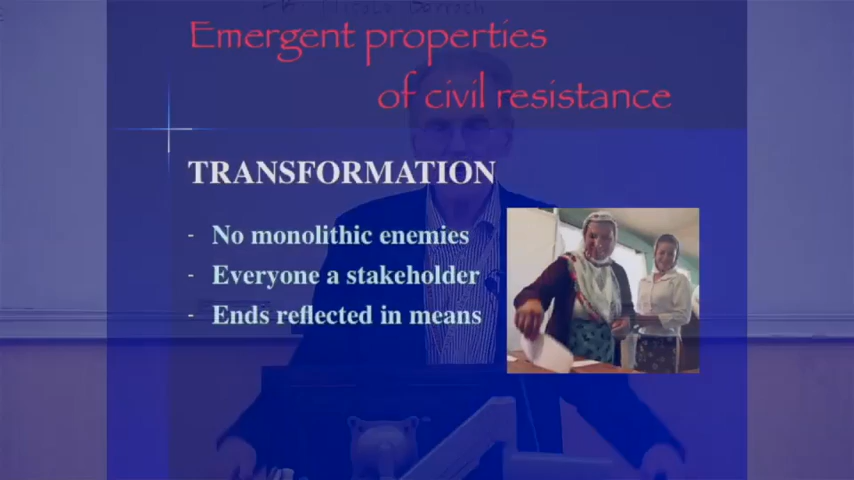 Emergent properties
of civil resistance
TRANSFORMATION
- No monolithic enemies
- Everyone a stakeholder
- Ends reflected in means